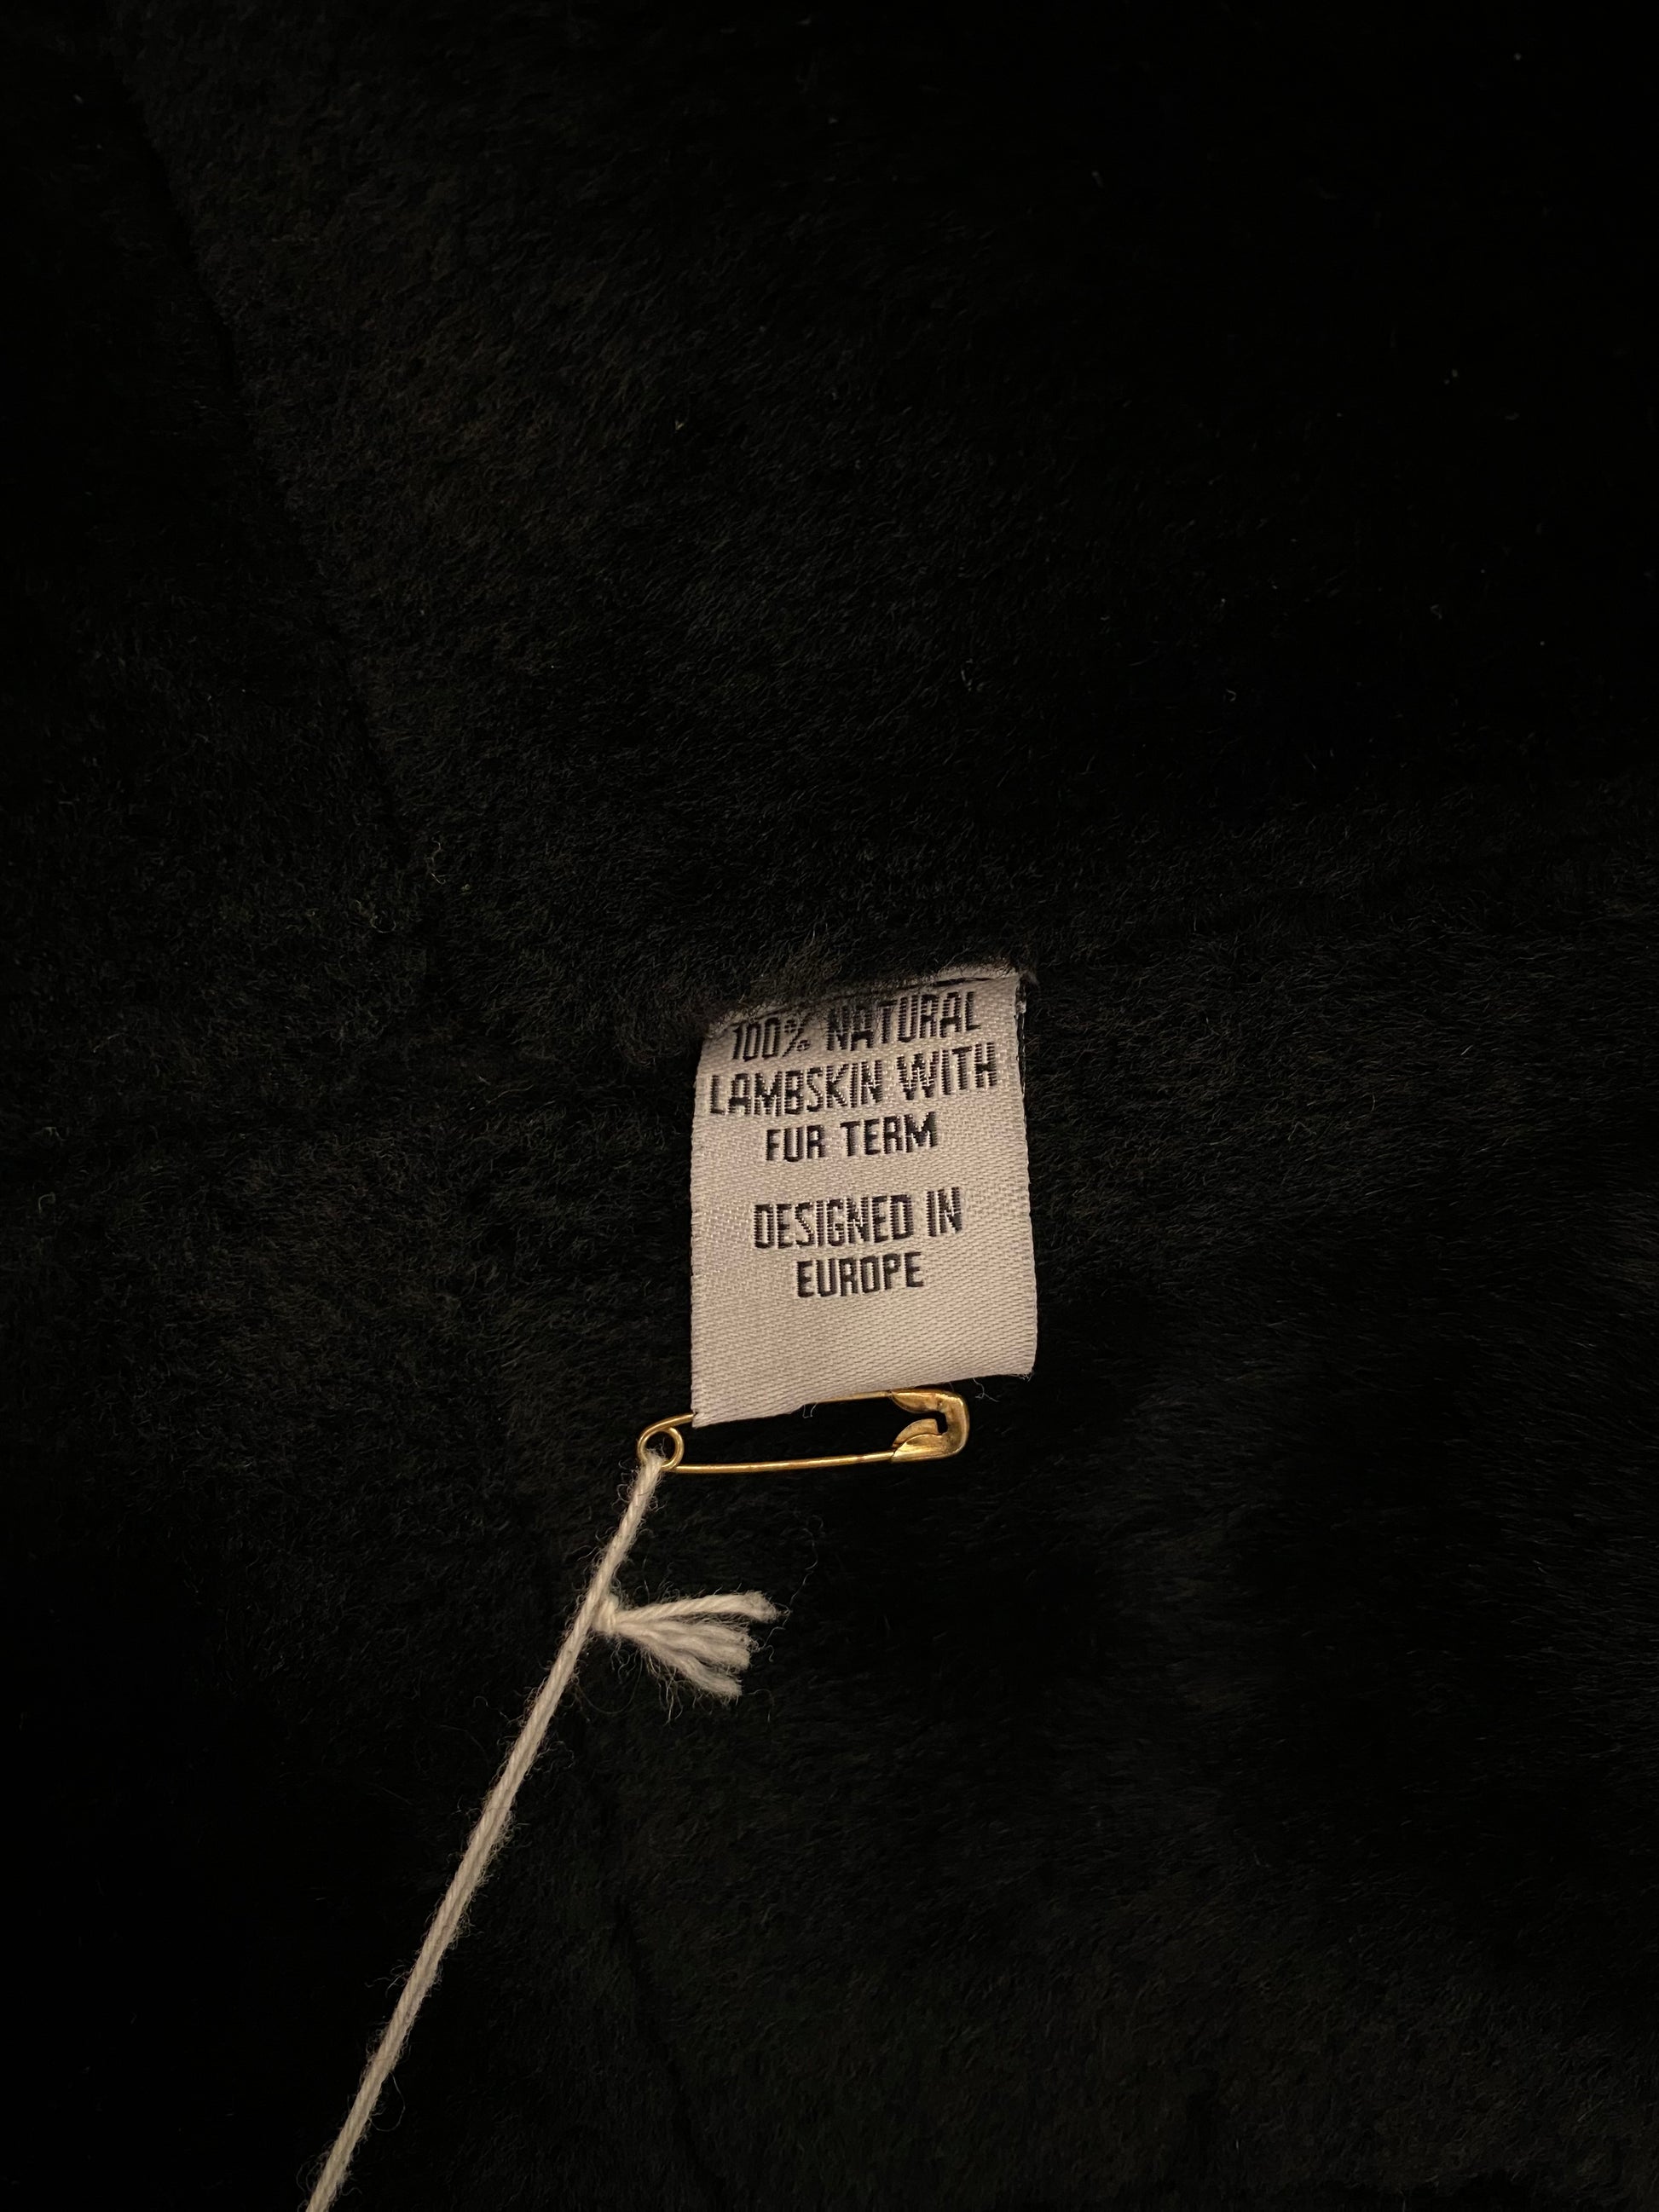 100% NATURAL
LAMBSKIN WITH
FUR TERM
DESIGNED IN
EUROPE